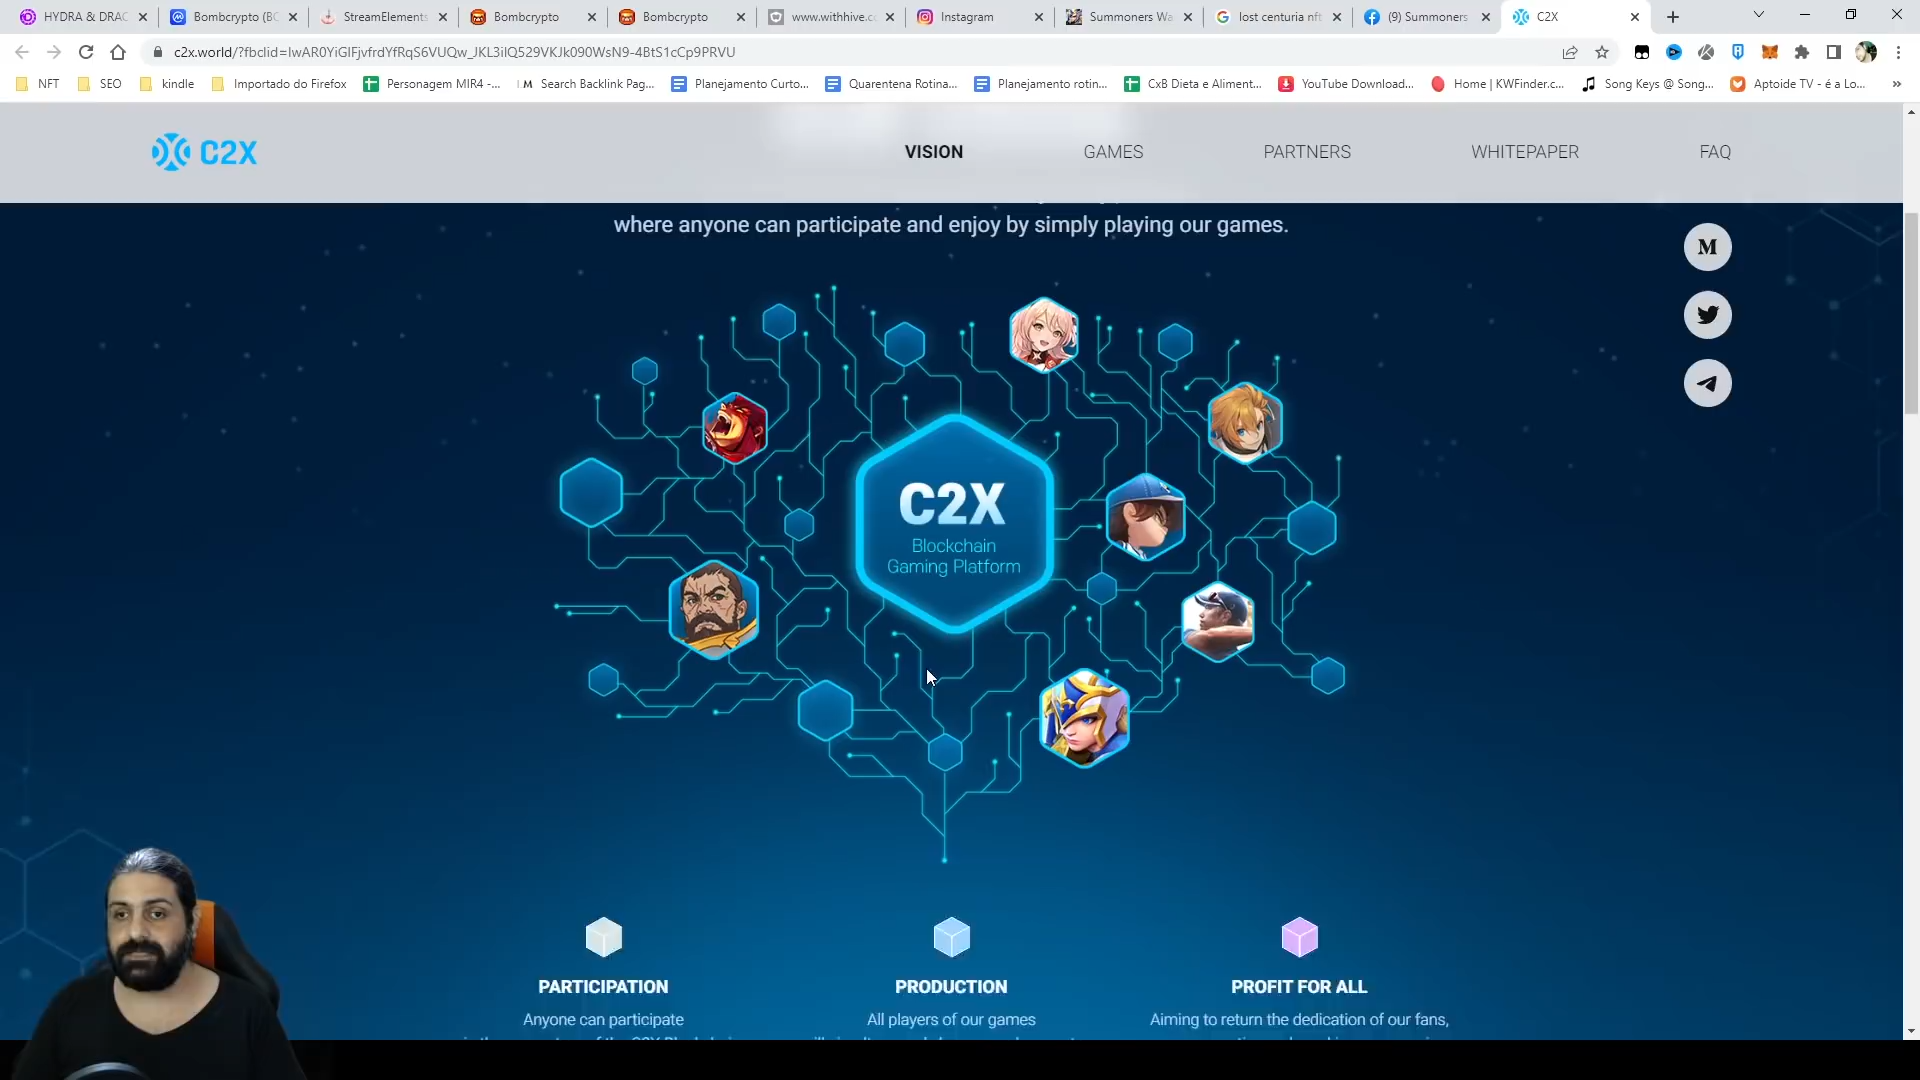 HYDRA & DRAC
Bombcrypto (BC
StreamElements
Bombcrypto
Bombcrypto
www.withhive.c
Instagram
Summoners Wa
lost centuria nft
(9) Summoners
C2X
c2x.world/?fbclid=IwAR0YiGlFjvfrdYfRqS6VUQw_JKL3ilQ529VKJk090WsN9-4BtS1cCp9PRVU
NFT
SEO
kindle
Importado do Firefox
Personagem MIR4 -...
Search Backlink Pag...
Planejamento Curto...
Quarentena Rotina...
Planejamento rotin...
CxB Dieta e Aliment...
YouTube Download...
Home | KWFinder.c...
Song Keys @ Song...
Aptoide TV - é a Lo...
C2X
VISION
GAMES
PARTNERS
WHITEPAPER
FAQ
where anyone can participate and enjoy by simply playing our games.
M
C2X
Blockchain
Gaming Platform
PARTICIPATION
PRODUCTION
PROFIT FOR ALL
Anyone can participate
All players of our games
Aiming to return the dedication of our fans,